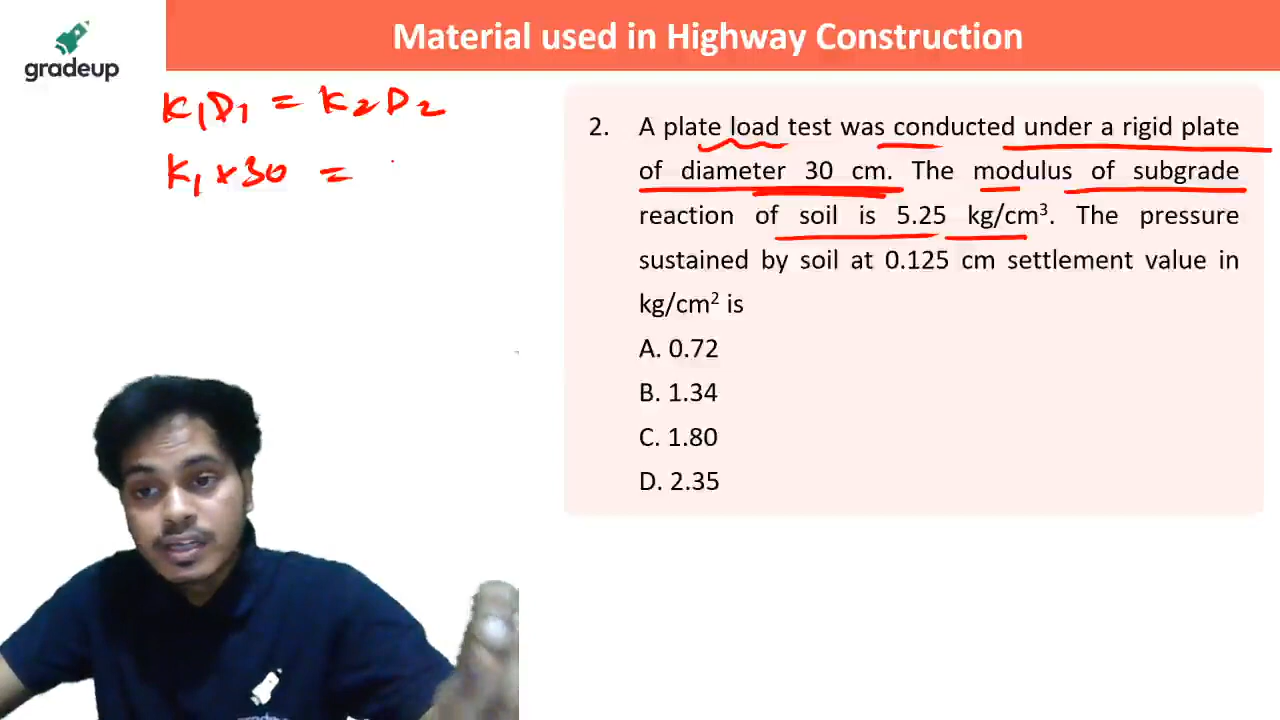 Material used in Highway Construction
gradeup
K₁D₁ = K₂D₂
K₁ × 30 =
2. A plate load test was conducted under a rigid plate
of diameter 30 cm. The modulus of subgrade
reaction of soil is 5.25 kg/cm³. The pressure
sustained by soil at 0.125 cm settlement value in
kg/cm² is
A. 0.72
B. 1.34
C. 1.80
D. 2.35